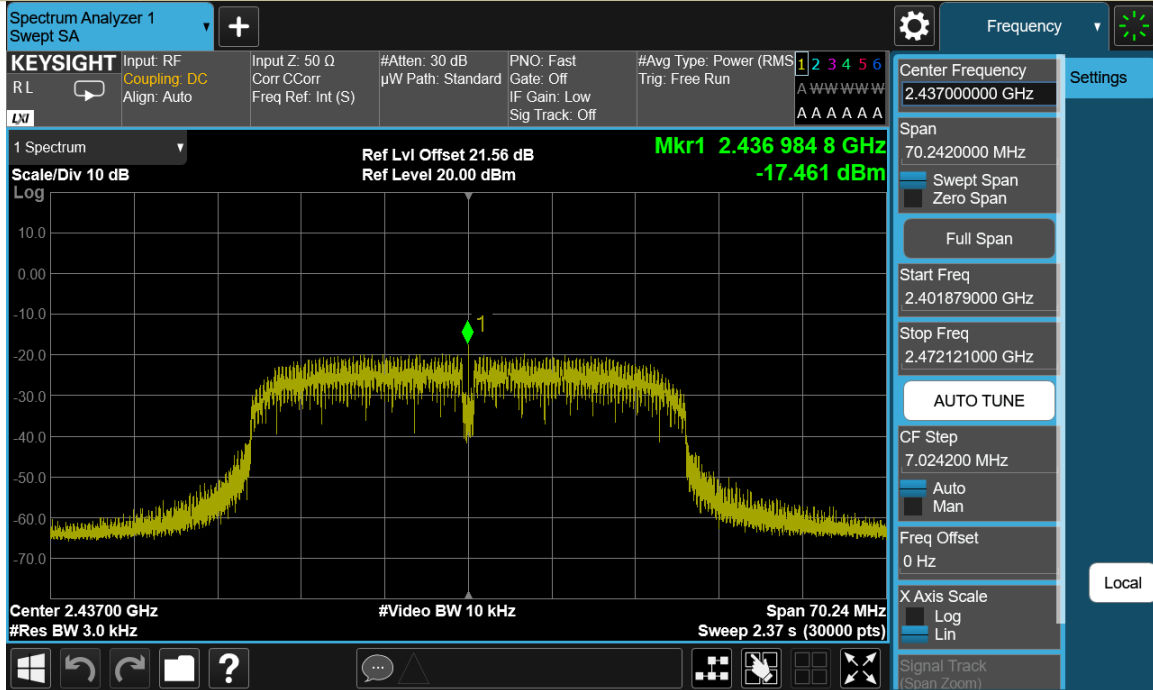 Spectrum Analyzer 1
Swept SA
Frequency
KEYSIGHT
R L
LXI
Input: RF
Coupling: DC
Align: Auto
Input Z: 50 Ω
Corr CCorr
Freq Ref: Int (S)
#Atten: 30 dB
µW Path: Standard
PNO: Fast
Gate: Off
IF Gain: Low
Sig Track: Off
#Avg Type: Power (RMS
Trig: Free Run
1 2 3 4 5 6
A W W W W W
A A A A A A
1 Spectrum
Scale/Div 10 dB
Log
Ref Lvl Offset 21.56 dB
Ref Level 20.00 dBm
Mkr1 2.436 984 8 GHz
-17.461 dBm
10.0
0.00
-10.0
-20.0
-30.0
-40.0
-50.0
-60.0
-70.0
1
Center 2.43700 GHz
#Res BW 3.0 kHz
#Video BW 10 kHz
Span 70.24 MHz
Sweep 2.37 s (30000 pts)
Center Frequency
2.437000000 GHz
Span
70.2420000 MHz
Swept Span
Zero Span
Full Span
Start Freq
2.401879000 GHz
Stop Freq
2.472121000 GHz
AUTO TUNE
CF Step
7.024200 MHz
Auto
Man
Freq Offset
0 Hz
X Axis Scale
Log
Lin
Signal Track
(Span Zoom)
Settings
Local
?